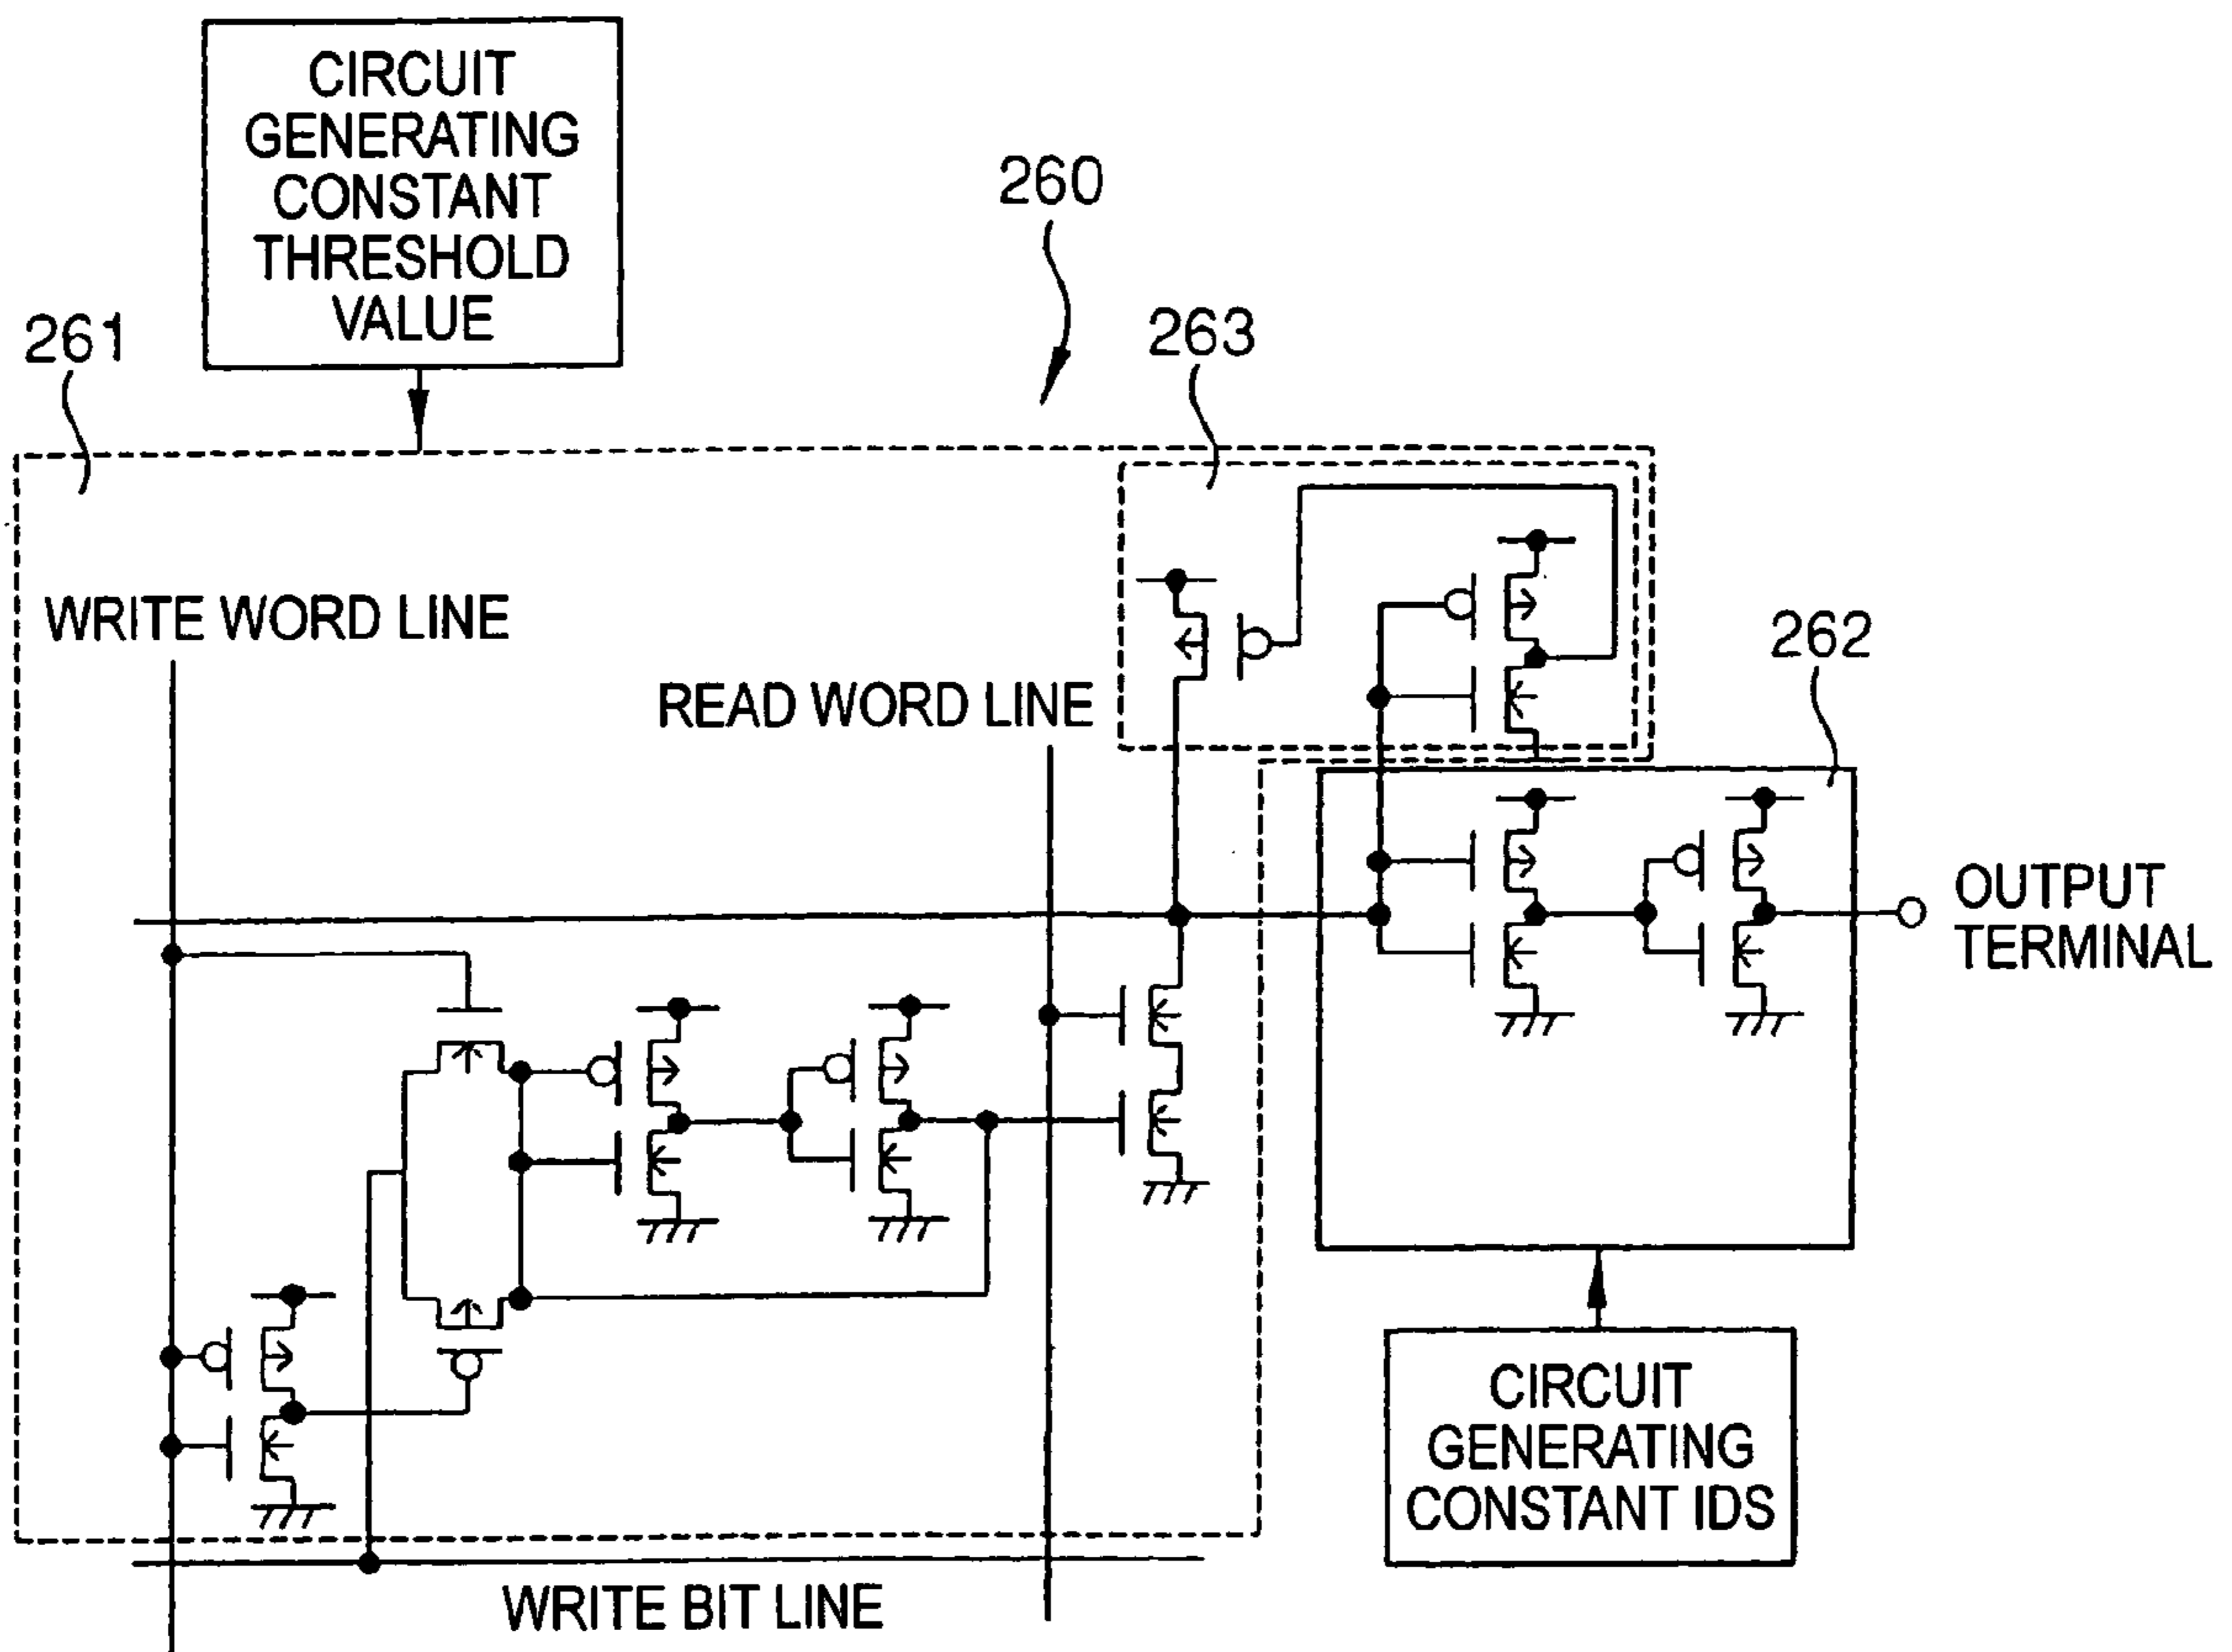 CIRCUIT
GENERATING
CONSTANT
THRESHOLD
VALUE
260
261
263
WRITE WORD LINE
262
READ WORD LINE
OUTPUT
TERMINAL
CIRCUIT
GENERATING
CONSTANT IDS
WRITE BIT LINE